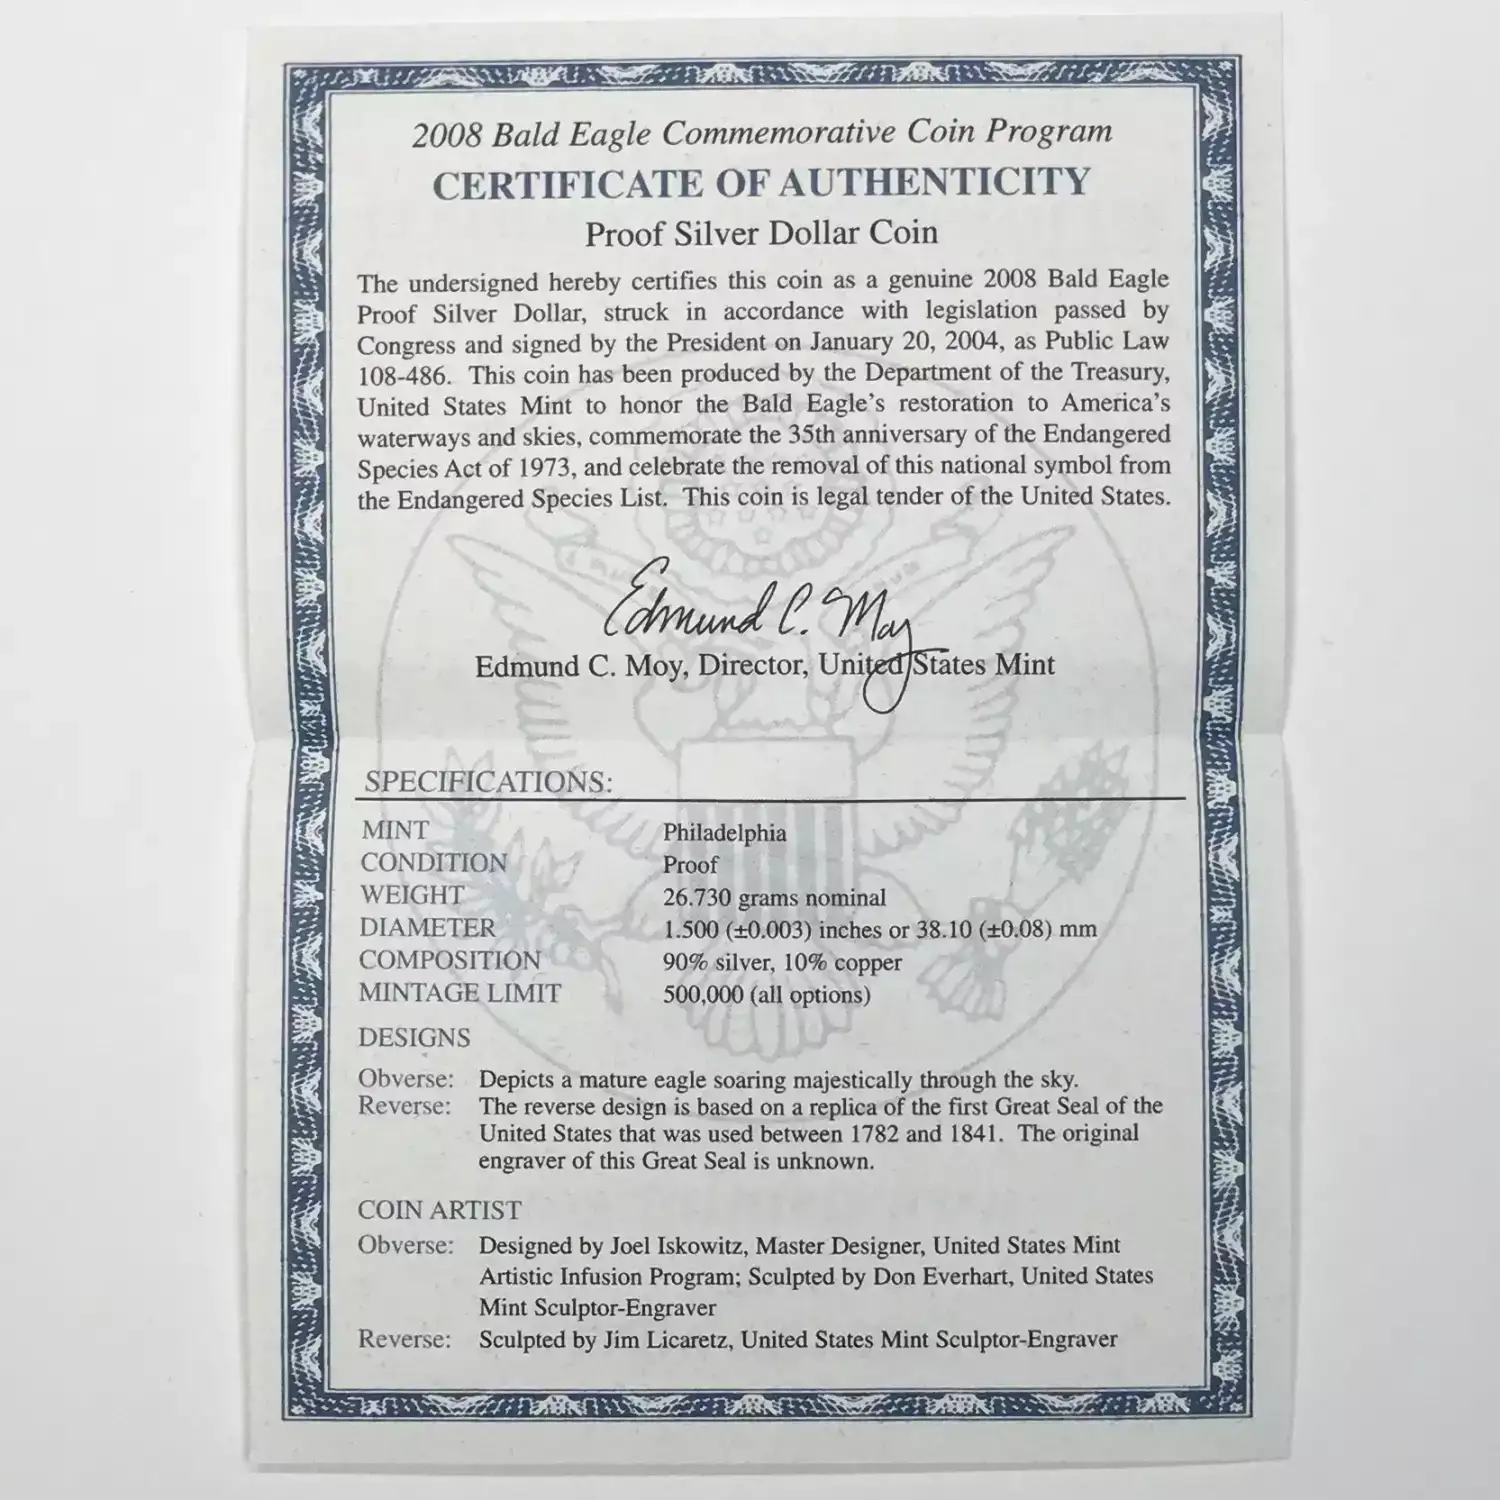 2008 Bald Eagle Commemorative Coin Program
CERTIFICATE OF AUTHENTICITY
Proof Silver Dollar Coin
The undersigned hereby certifies this coin as a genuine 2008 Bald Eagle
Proof Silver Dollar, struck in accordance with legislation passed by
Congress and signed by the President on January 20, 2004, as Public Law
108-486. This coin has been produced by the Department of the Treasury,
United States Mint to honor the Bald Eagle's restoration to America's
waterways and skies, commemorate the 35th anniversary of the Endangered
Species Act of 1973, and celebrate the removal of this national symbol from
the Endangered Species List. This coin is legal tender of the United States.
Edmund C. Moy
Edmund C. Moy, Director, United States Mint
SPECIFICATIONS:
MINT Philadelphia
CONDITION Proof
WEIGHT 26.730 grams nominal
DIAMETER 1.500 (±0.003) inches or 38.10 (±0.08) mm
COMPOSITION 90% silver, 10% copper
MINTAGE LIMIT 500,000 (all options)
DESIGNS
Obverse: Depicts a mature eagle soaring majestically through the sky.
Reverse: The reverse design is based on a replica of the first Great Seal of the
United States that was used between 1782 and 1841. The original
engraver of this Great Seal is unknown.
COIN ARTIST
Obverse: Designed by Joel Iskowitz, Master Designer, United States Mint
Artistic Infusion Program; Sculpted by Don Everhart, United States
Mint Sculptor-Engraver
Reverse: Sculpted by Jim Licaretz, United States Mint Sculptor-Engraver